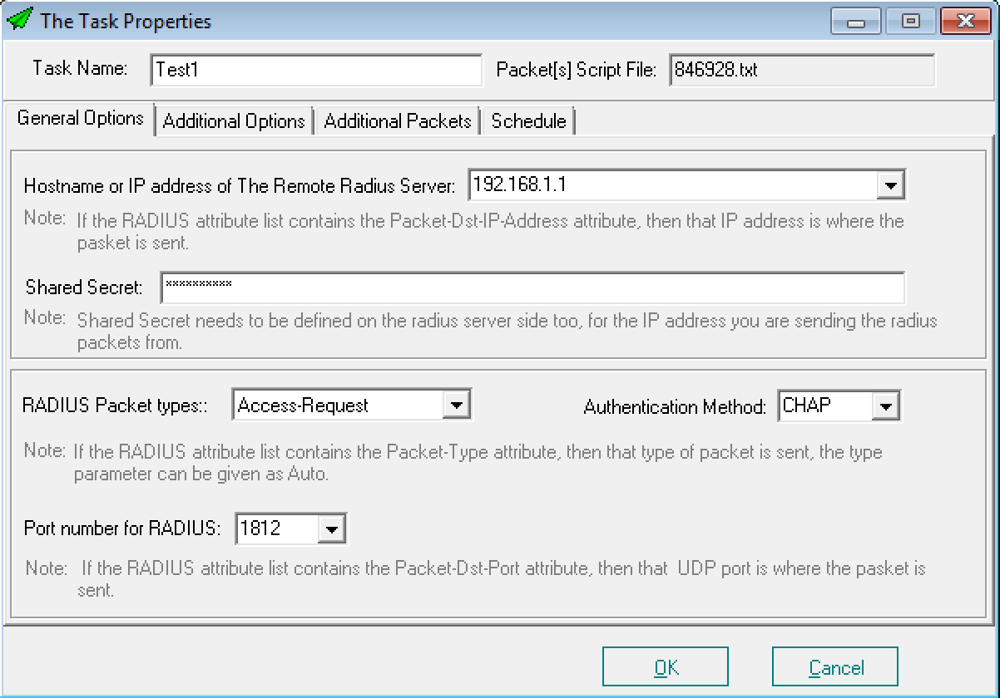 The Task Properties
Task Name: Test1 Packet[s] Script File: 846928.txt
General Options Additional Options Additional Packets Schedule
Hostname or IP address of The Remote Radius Server: 192.168.1.1
Note: If the RADIUS attribute list contains the Packet-Dst-IP-Address attribute, then that IP address is where the
pasket is sent.
Shared Secret: **********
Note: Shared Secret needs to be defined on the radius server side too, for the IP address you are sending the radius
packets from.
RADIUS Packet types:: Access-Request Authentication Method: CHAP
Note: If the RADIUS attribute list contains the Packet-Type attribute, then that type of packet is sent, the type
parameter can be given as Auto.
Port number for RADIUS: 1812
Note: If the RADIUS attribute list contains the Packet-Dst-Port attribute, then that UDP port is where the pasket is
sent.
OK Cancel